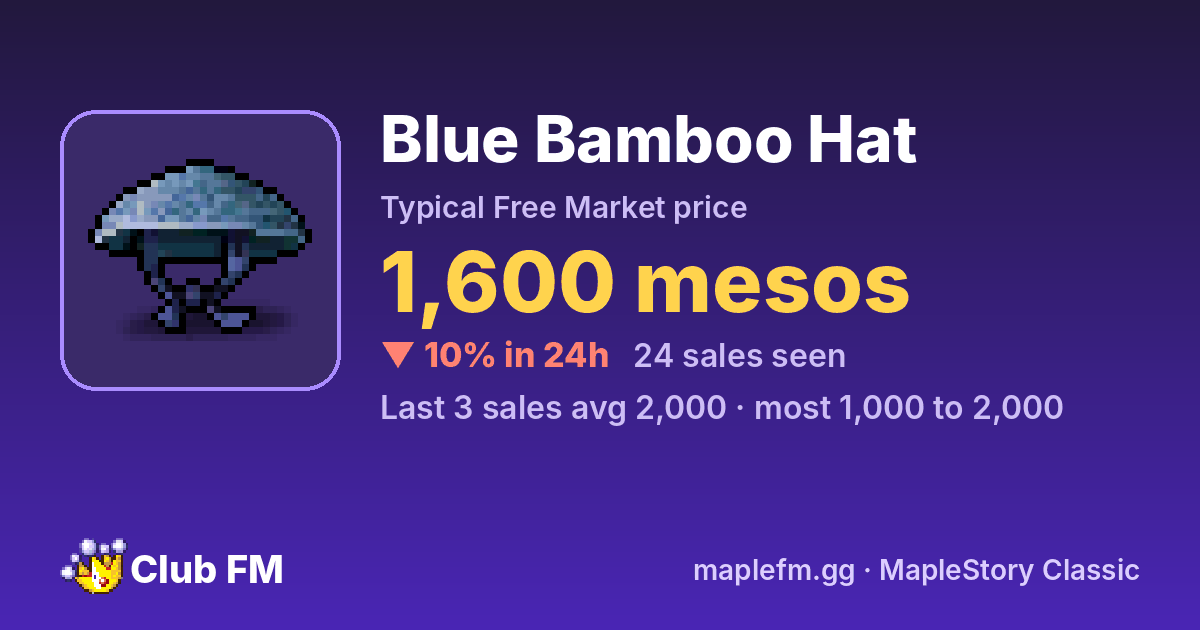 Blue Bamboo Hat
Typical Free Market price
1,600 mesos
▼ 10% in 24h 24 sales seen
Last 3 sales avg 2,000 · most 1,000 to 2,000
Club FM
maplefm.gg · MapleStory Classic